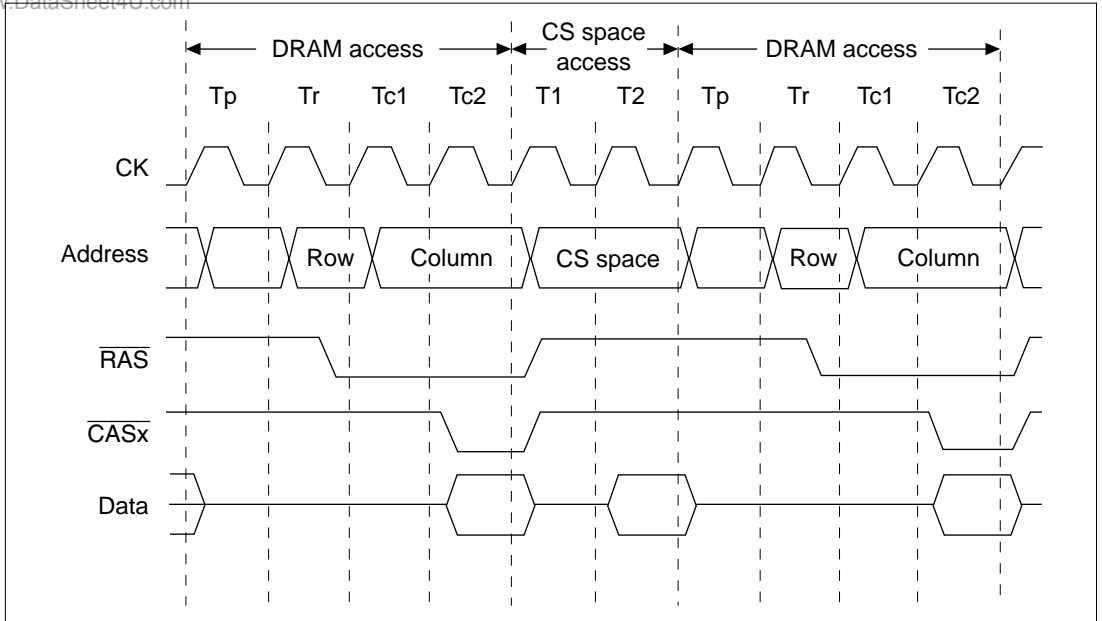 w.DataSheet4U.com
DRAM access
CS space
access
DRAM access
Tp Tr Tc1 Tc2 T1 T2 Tp Tr Tc1 Tc2
CK
Address
Row Column CS space Row Column
RAS
CASx
Data